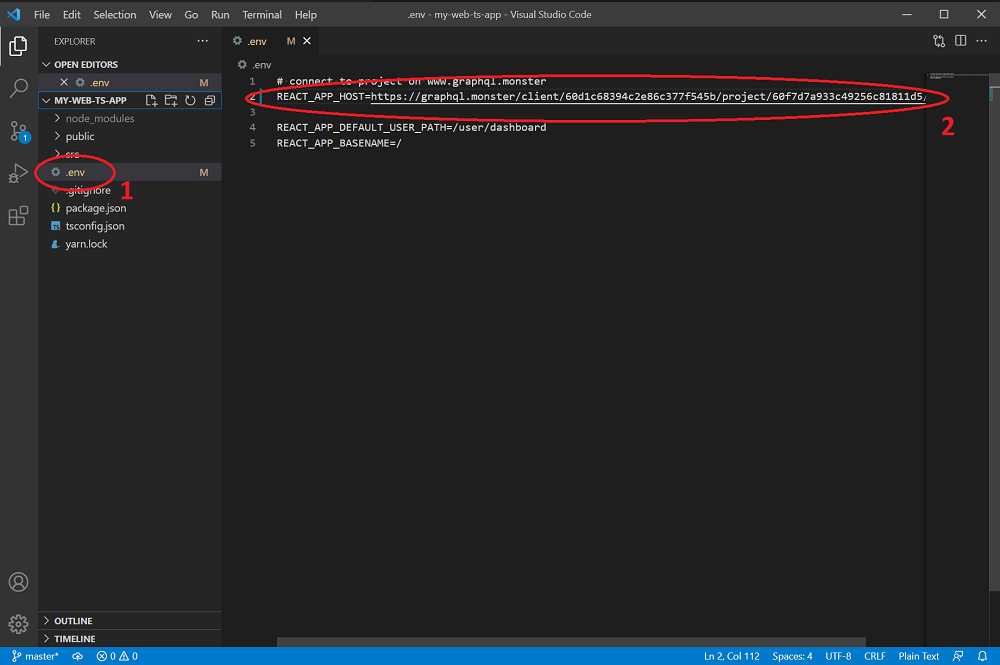 File Edit Selection View Go Run Terminal Help .env - my-web-ts-app - Visual Studio Code
EXPLORER
.env M
OPEN EDITORS
.env M
.env
MY-WEB-TS-APP
node_modules
public
src
.env M
.gitignore
package.json
tsconfig.json
yarn.lock
OUTLINE
TIMELINE
1 # connect to project on www.graphql.monster
2 REACT_APP_HOST=https://graphql.monster/client/60d1c68394c2e86c377f545b/project/60f7d7a933c49256c81811d5/
3
4 REACT_APP_DEFAULT_USER_PATH=/user/dashboard
5 REACT_APP_BASENAME=/
1
2
1
master* 0 0 Ln 2, Col 112 Spaces: 4 UTF-8 CRLF Plain Text